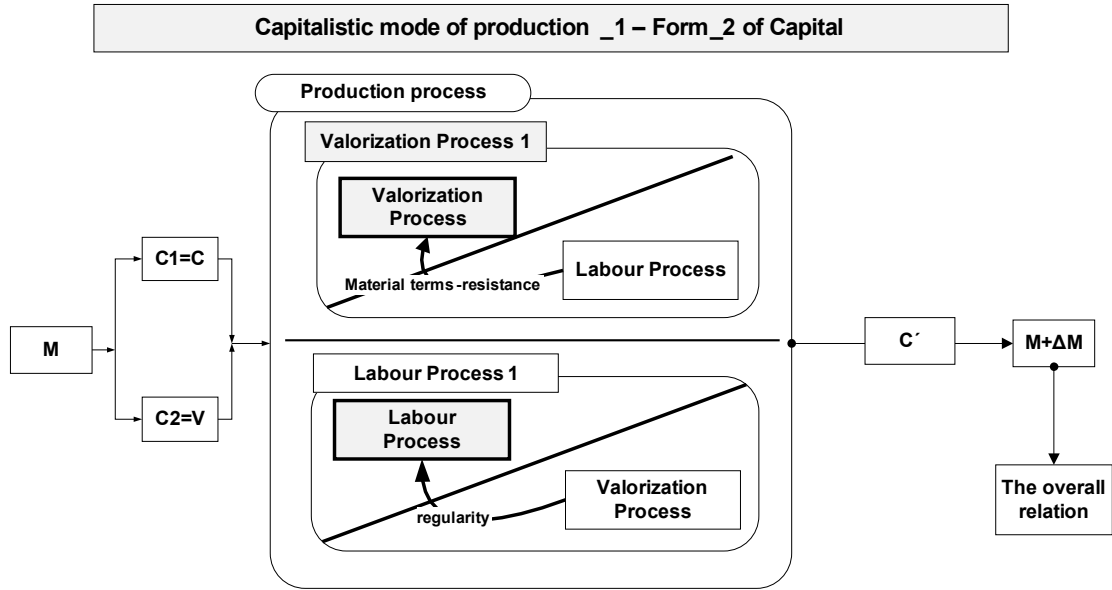 Capitalistic mode of production _1 – Form_2 of Capital
Production process
Valorization Process 1
Valorization
Process
Material terms -resistance
Labour Process
M
C1=C
C2=V
Labour Process 1
Labour
Process
regularity
Valorization
Process
C´
M+ΔM
The overall
relation